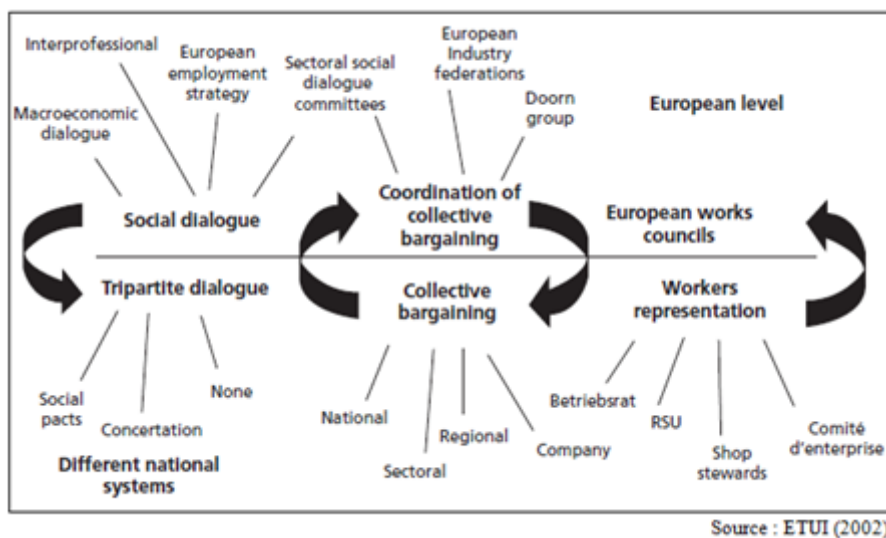 Interprofessional
European
employment
strategy
Sectoral social
dialogue
committees
European
Industry
federations
Doorn
group
European level
Macroeconomic
dialogue
Social dialogue
Coordination of
collective
bargaining
European works
councils
Tripartite dialogue
Collective
bargaining
Workers
representation
Social
pacts
Concertation
None
National
Sectoral
Regional
Company
Betriebsrat
RSU
Shop
stewards
Comité
d'enterprise
Different national
systems
Source : ETUI (2002)